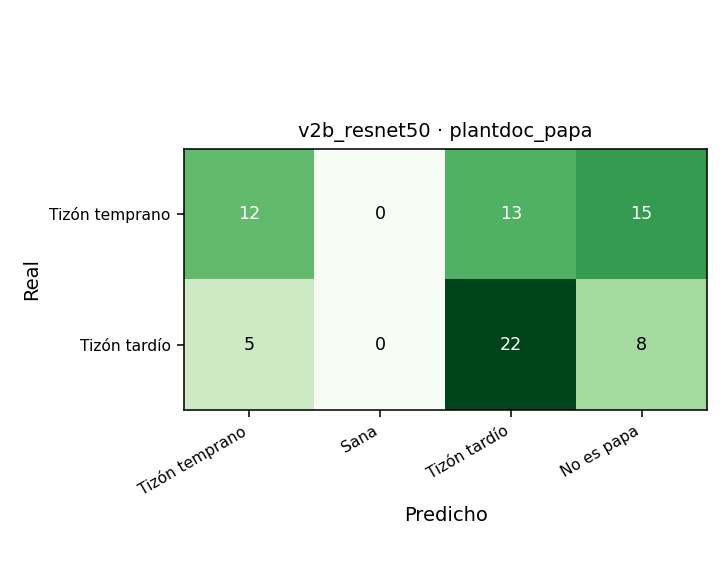 v2b_resnet50 · plantdoc_papa
Real
Tizón temprano
12
0
13
15
Tizón tardío
5
0
22
8
Tizón temprano
Sana
Tizón tardío
No es papa
Predicho